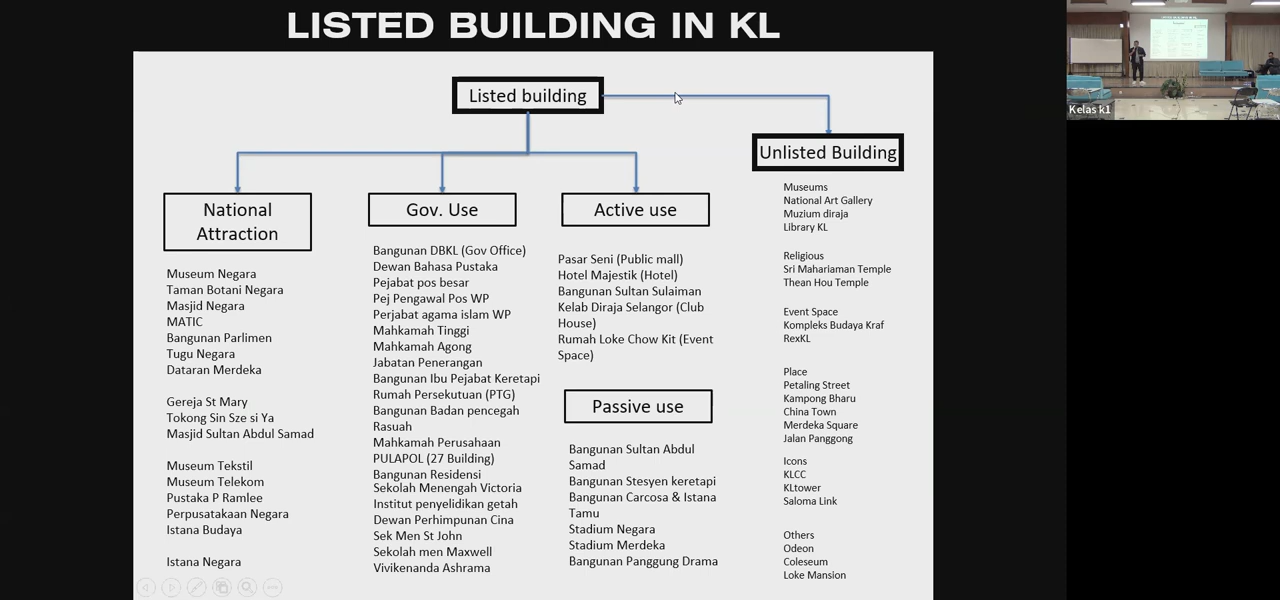 LISTED BUILDING IN KL
Kelas k1
Listed building
Unlisted Building
National
Attraction
Museum Negara
Taman Botani Negara
Masjid Negara
MATIC
Bangunan Parlimen
Tugu Negara
Dataran Merdeka
Gereja St Mary
Tokong Sin Sze si Ya
Masjid Sultan Abdul Samad
Museum Tekstil
Museum Telekom
Pustaka P Ramlee
Perpusatakaan Negara
Istana Budaya
Istana Negara
Gov. Use
Bangunan DBKL (Gov Office)
Dewan Bahasa Pustaka
Pejabat pos besar
Pej Pengawal Pos WP
Perjabat agama islam WP
Mahkamah Tinggi
Mahkamah Agong
Jabatan Penerangan
Bangunan Ibu Pejabat Keretapi
Rumah Persekutuan (PTG)
Bangunan Badan pencegah
Rasuah
Mahkamah Perusahaan
PULAPOL (27 Building)
Bangunan Residensi
Sekolah Menengah Victoria
Institut penyelidikan getah
Dewan Perhimpunan Cina
Sek Men St John
Sekolah men Maxwell
Vivikenanda Ashrama
Active use
Pasar Seni (Public mall)
Hotel Majestik (Hotel)
Bangunan Sultan Sulaiman
Kelab Diraja Selangor (Club
House)
Rumah Loke Chow Kit (Event
Space)
Passive use
Bangunan Sultan Abdul
Samad
Bangunan Stesyen keretapi
Bangunan Carcosa & Istana
Tamu
Stadium Negara
Stadium Merdeka
Bangunan Panggung Drama
Museums
National Art Gallery
Muzium diraja
Library KL
Religious
Sri Mahariaman Temple
Thean Hou Temple
Event Space
Kompleks Budaya Kraf
RexKL
Place
Petaling Street
Kampong Bharu
China Town
Merdeka Square
Jalan Panggong
Icons
KLCC
KLtower
Saloma Link
Others
Odeon
Coleseum
Loke Mansion